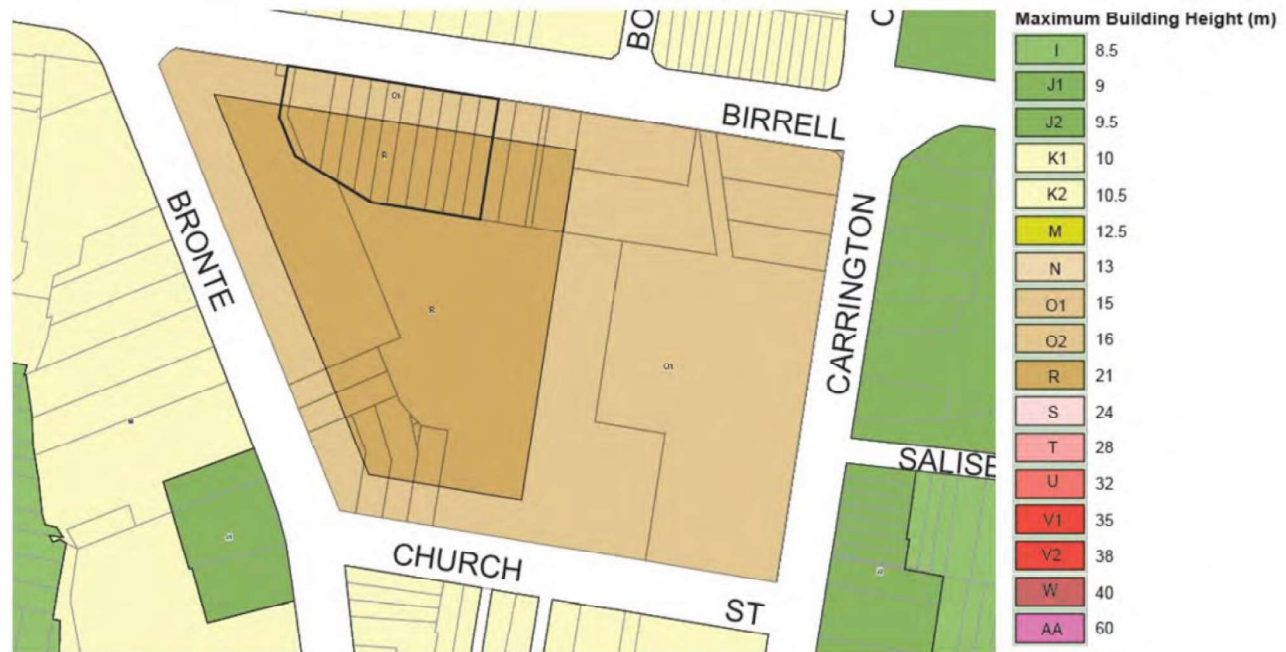 Maximum Building Height (m)
I 8.5
J1 9
J2 9.5
K1 10
K2 10.5
M 12.5
N 13
O1 15
O2 16
R 21
S 24
T 28
U 32
V1 35
V2 38
W 40
AA 60
BO
C
BIRRELL
O1
R
BRONTE
CARRINGTON
R
O1
SALISB
CHURCH
ST
J2